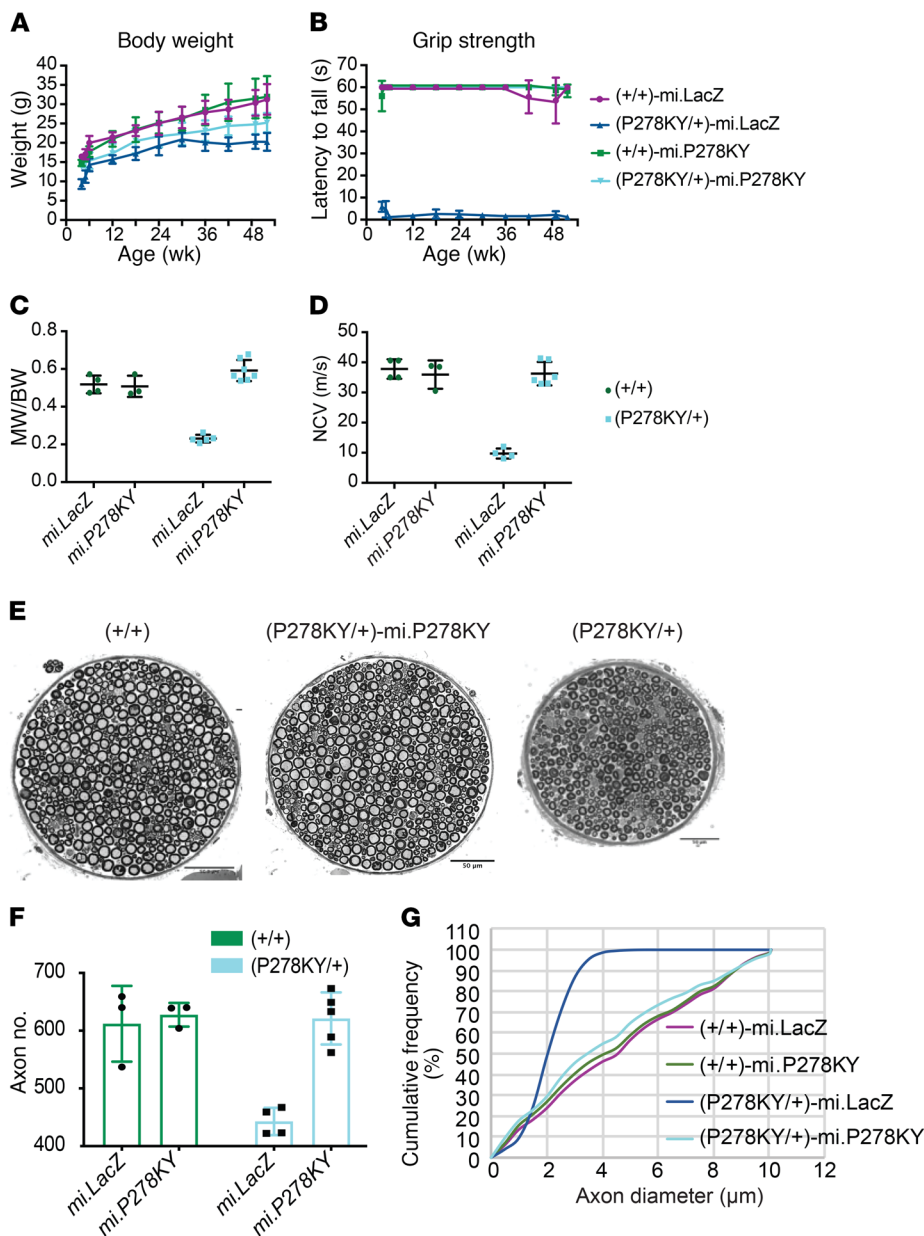 A
Body weight
Weight (g)
40
35
30
25
20
15
10
5
0
0 12 24 36 48
Age (wk)
B
Grip strength
Latency to fall (s)
70
60
50
40
30
20
10
0
0 12 24 36 48
Age (wk)
(+/+)-mi.LacZ
(P278KY/+)-mi.LacZ
(+/+)-mi.P278KY
(P278KY/+)-mi.P278KY
C
MW/BW
0.8
0.6
0.4
0.2
0.0
mi.LacZ
mi.P278KY
mi.LacZ
mi.P278KY
D
NCV (m/s)
50
40
30
20
10
0
mi.LacZ
mi.P278KY
mi.LacZ
mi.P278KY
(+/+)
(P278KY/+)
E
(+/+)
(P278KY/+)-mi.P278KY
(P278KY/+)
50 µm
F
(+/+)
(P278KY/+)
Axon no.
700
600
500
400
mi.LacZ
mi.P278KY
mi.LacZ
mi.P278KY
G
Cumulative frequency
(%)
110
100
90
80
70
60
50
40
30
20
10
0
0 2 4 6 8 10 12
Axon diameter (µm)
(+/+)-mi.LacZ
(+/+)-mi.P278KY
(P278KY/+)-mi.LacZ
(P278KY/+)-mi.P278KY